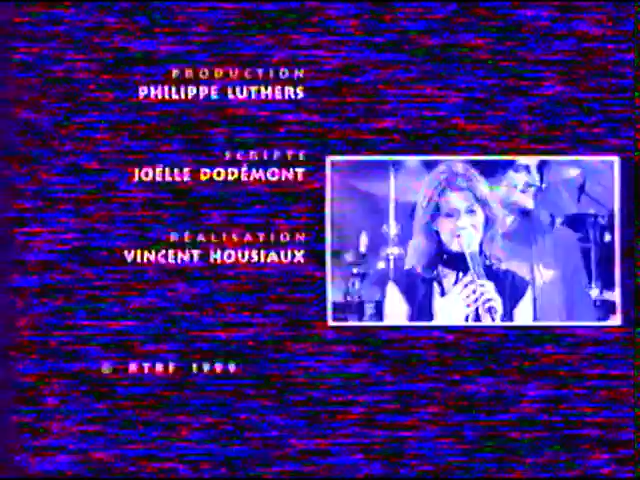 PRODUCTION
PHILIPPE LUTHERS
SCRIPTE
JOËLLE DODÉMONT
RÉALISATION
VINCENT HOUSIAUX
© RTBF 1999